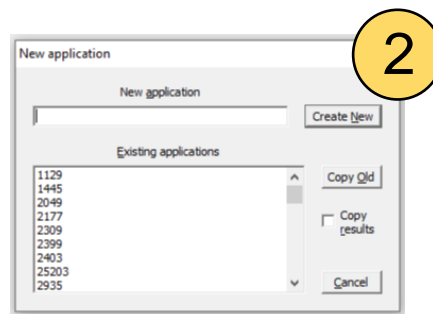 New application
2
New application
Create New
Existing applications
1129
1445
2049
2177
2309
2399
2403
25203
2935
Copy Old
Copy
results
Cancel